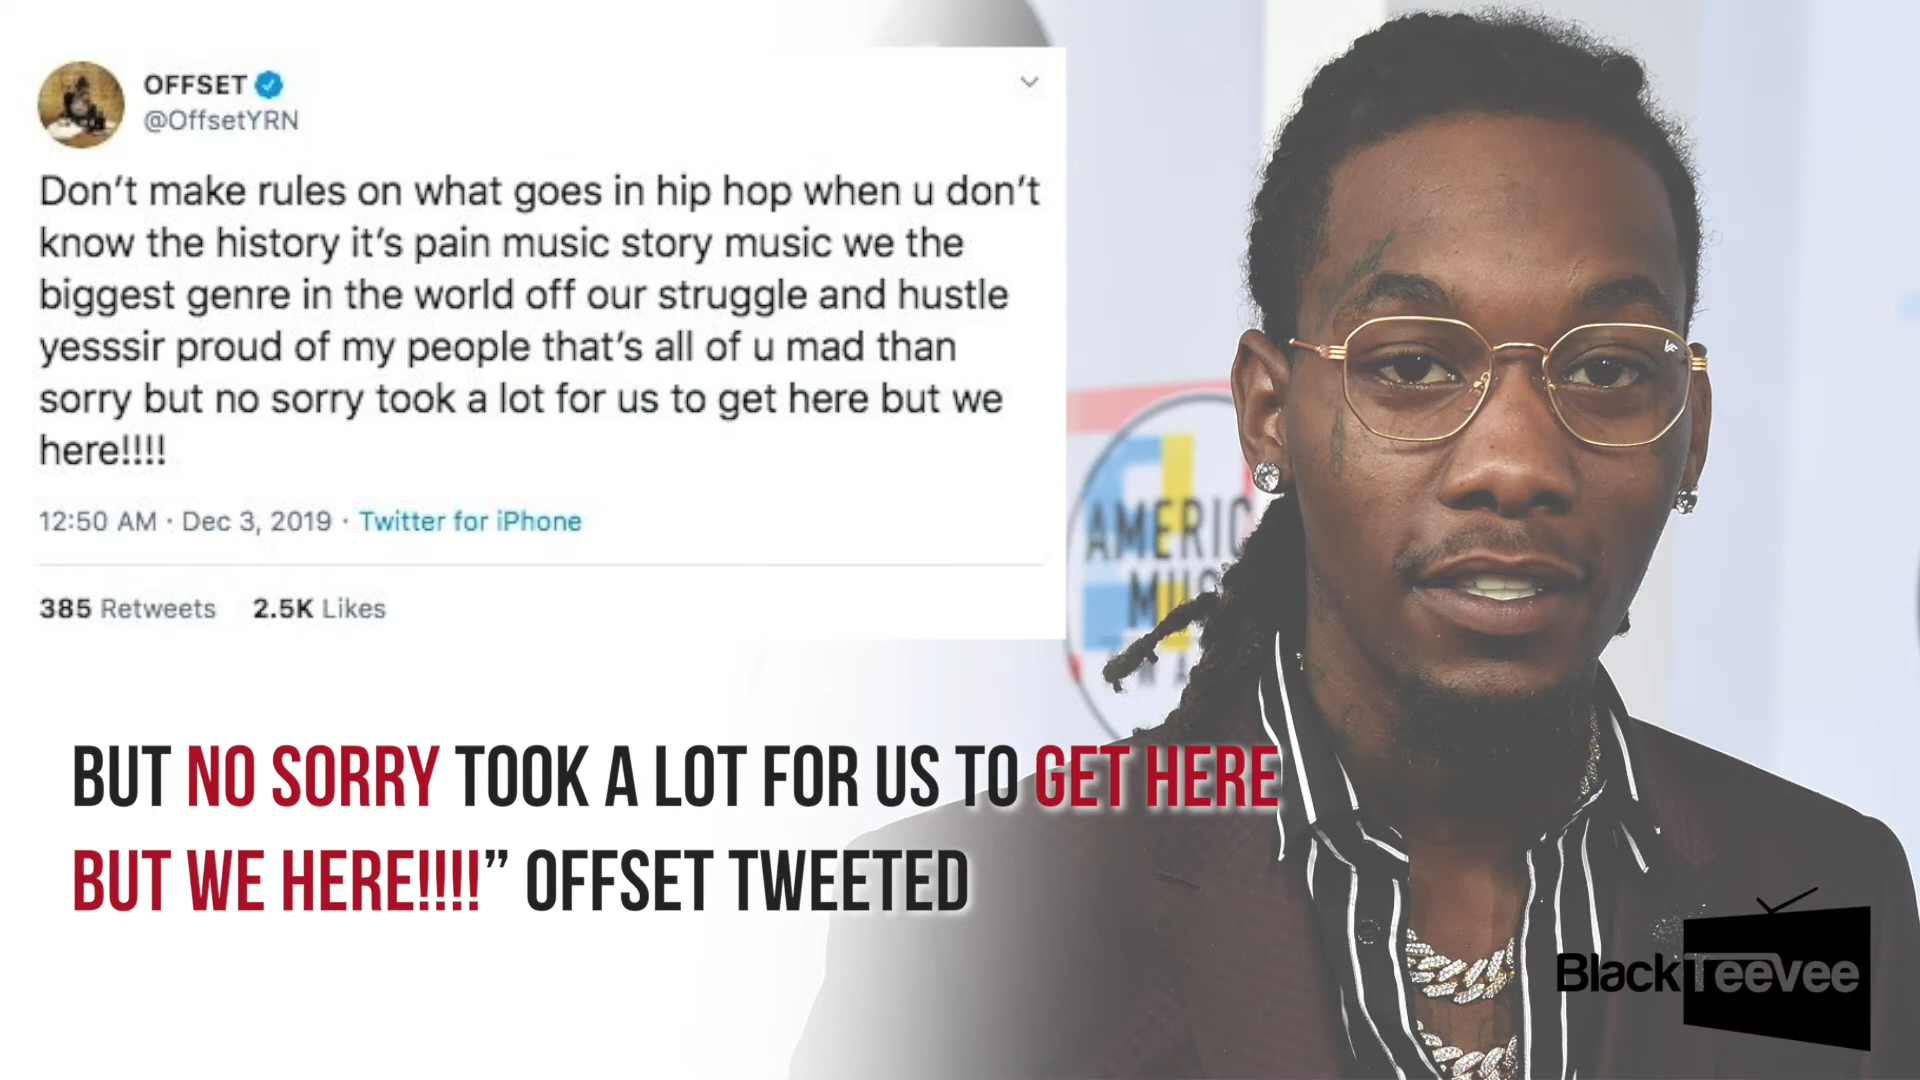 OFFSET
@OffsetYRN
Don't make rules on what goes in hip hop when u don't
know the history it's pain music story music we the
biggest genre in the world off our struggle and hustle
yesssir proud of my people that's all of u mad than
sorry but no sorry took a lot for us to get here but we
here!!!!
12:50 AM · Dec 3, 2019 · Twitter for iPhone
385 Retweets 2.5K Likes
AMERIC
MUS
BUT NO SORRY TOOK A LOT FOR US TO GET HERE
BUT WE HERE!!!!” OFFSET TWEETED
BlackTeeVee